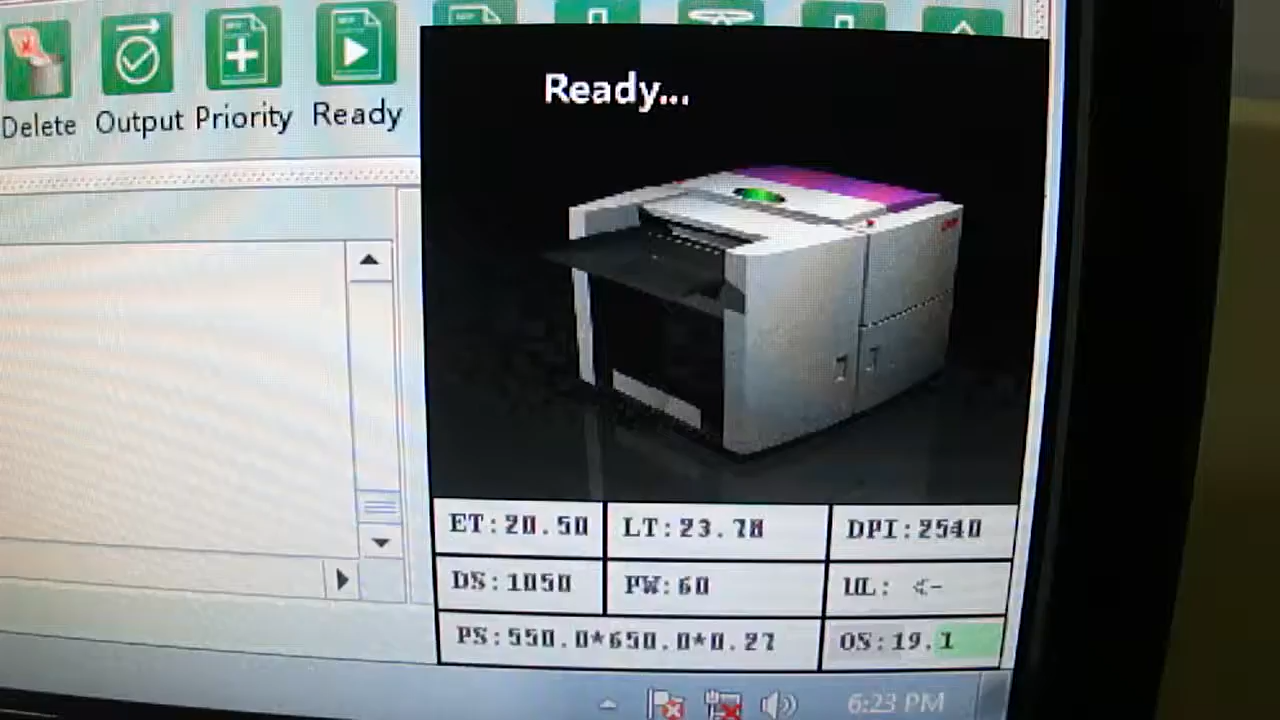 Delete Output Priority Ready
Ready...
ET:20.50 LT:23.78 DPI:2540
DS:1050 PW:60 UL: <-
PS:550.0*650.0*0.27 OS:19.1
6:23 PM